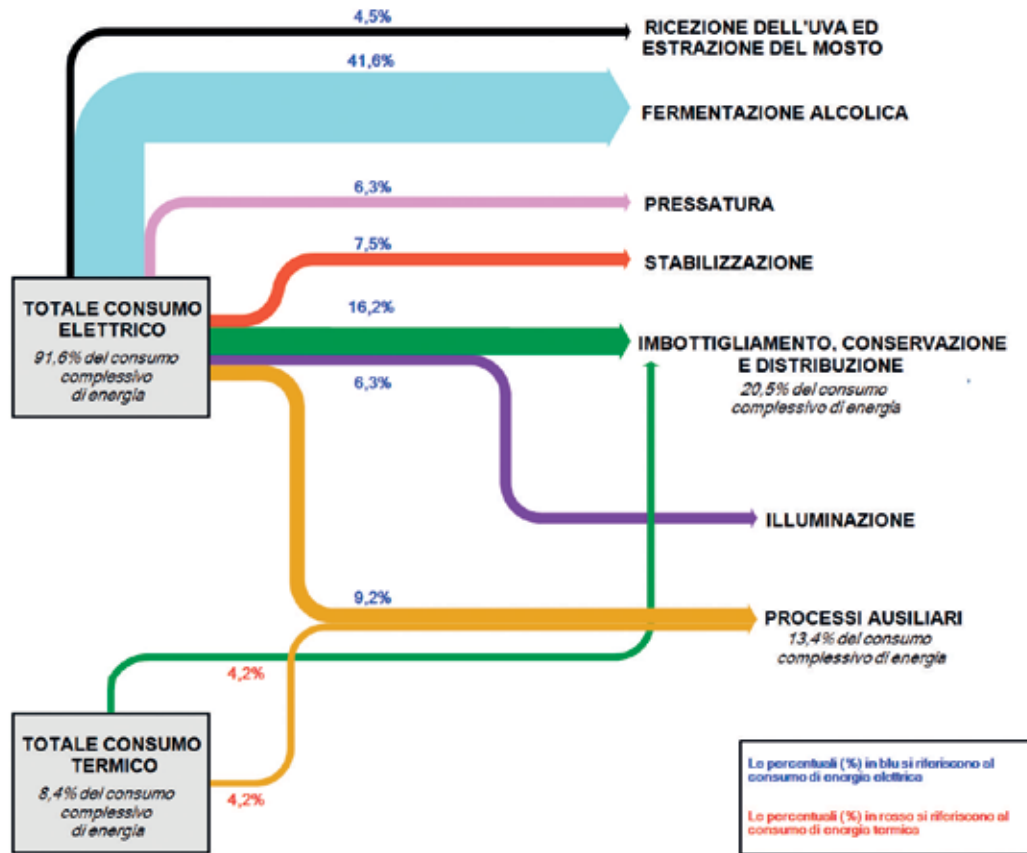 4,5%
RICEZIONE DELL'UVA ED
ESTRAZIONE DEL MOSTO
41,6%
FERMENTAZIONE ALCOLICA
6,3%
PRESSATURA
7,5%
STABILIZZAZIONE
TOTALE CONSUMO
ELETTRICO
91,6% del consumo
complessivo
di energia
16,2%
IMBOTTIGLIAMENTO, CONSERVAZIONE
E DISTRIBUZIONE
20,5% del consumo
complessivo di energia
6,3%
ILLUMINAZIONE
9,2%
PROCESSI AUSILIARI
13,4% del consumo
complessivo di energia
4,2%
TOTALE CONSUMO
TERMICO
8,4% del consumo
complessivo
di energia
4,2%
Le percentuali (%) in blu si riferiscono al
consumo di energia elettrica
Le percentuali (%) in rosso si riferiscono al
consumo di energia termica